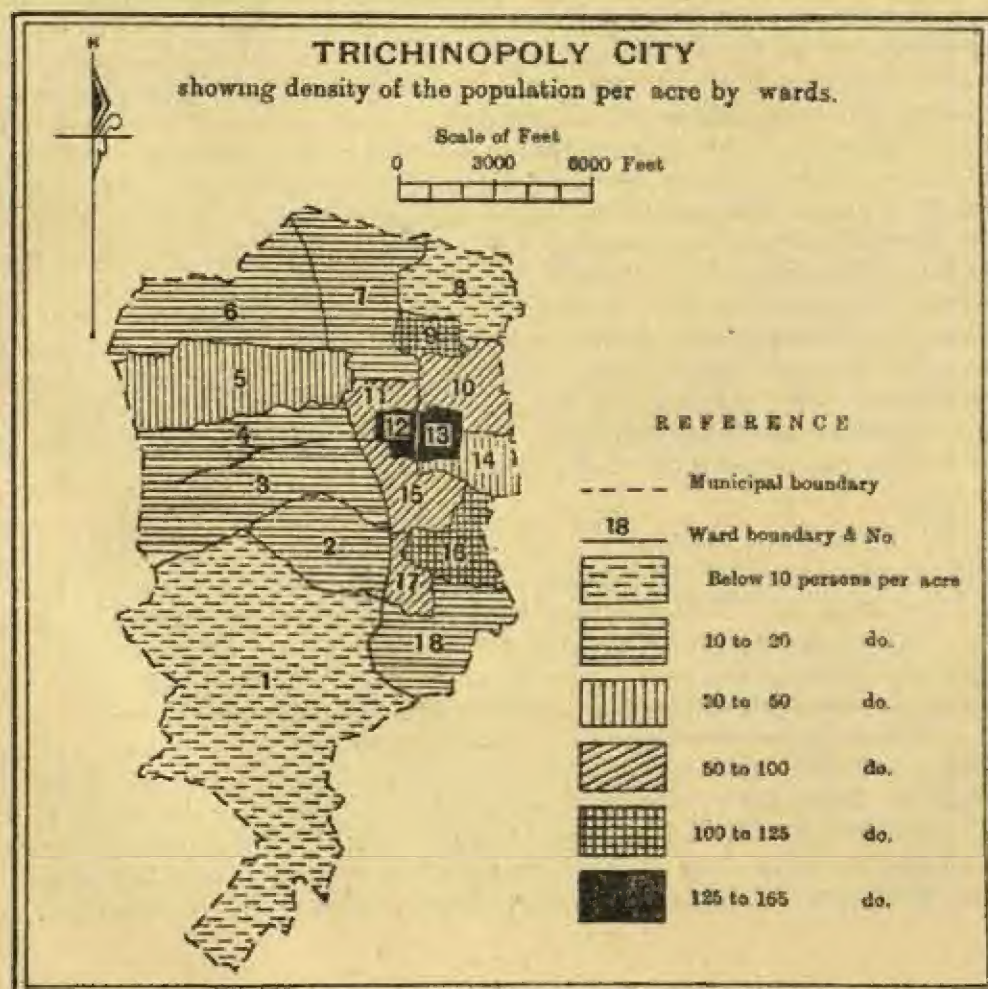 N
TRICHINOPOLY CITY
showing density of the population per acre by wards.
Scale of Feet
0 3000 6000 Feet
8
7
6
9
5
10
11
12
13
4
14
3
15
2
16
17
18
1
REFERENCE
Municipal boundary
18
Ward boundary & No.
Below 10 persons per acre
10 to 20 do.
20 to 50 do.
50 to 100 do.
100 to 125 do.
125 to 165 do.